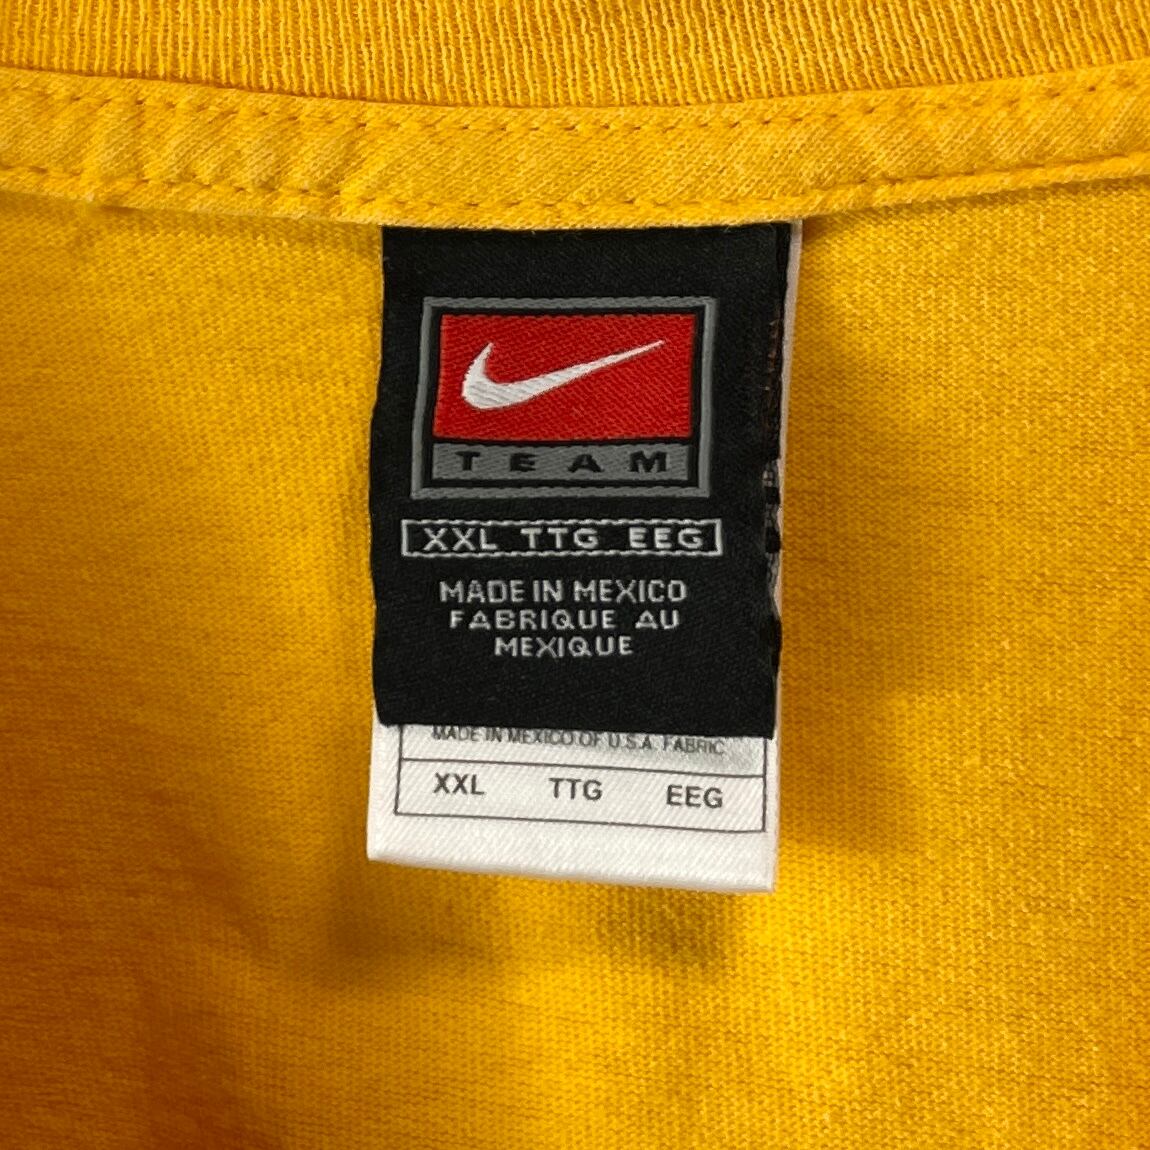 TEAM
XXL TTG EEG
MADE IN MEXICO
FABRIQUE AU
MEXIQUE
MADE IN MEXICO OF U.S.A. FABRIC
XXL TTG EEG